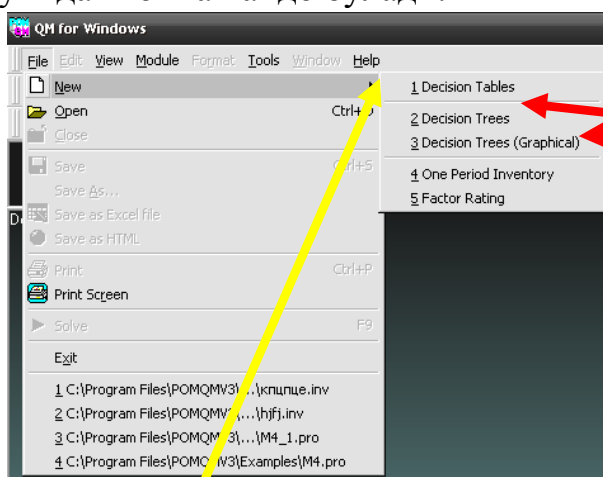 QM for Windows
File Edit View Module Format Tools Window Help
New
Open
Close
Save Ctrl+S
Save As...
Save as Excel file
Save as HTML
Print Ctrl+P
Print Screen
Solve F9
Exit
1 C:\Program Files\POMQMV3\...\кпцпце.inv
2 C:\Program Files\POMQMV3\...\hjfj.inv
3 C:\Program Files\POMQMV3\...\M4_1.pro
4 C:\Program Files\POMQMV3\Examples\M4.pro
1 Decision Tables
2 Decision Trees
3 Decision Trees (Graphical)
4 One Period Inventory
5 Factor Rating